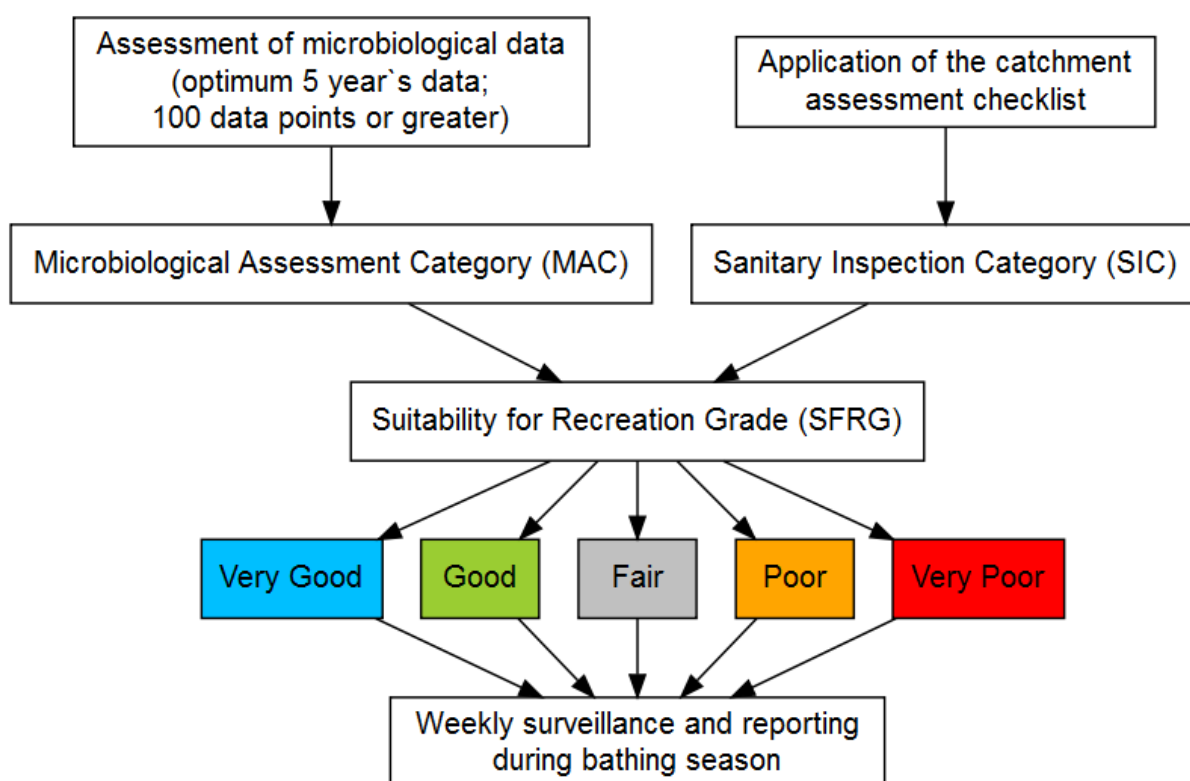 Assessment of microbiological data
(optimum 5 year`s data;
100 data points or greater)
Application of the catchment
assessment checklist
Microbiological Assessment Category (MAC)
Sanitary Inspection Category (SIC)
Suitability for Recreation Grade (SFRG)
Very Good
Good
Fair
Poor
Very Poor
Weekly surveillance and reporting
during bathing season